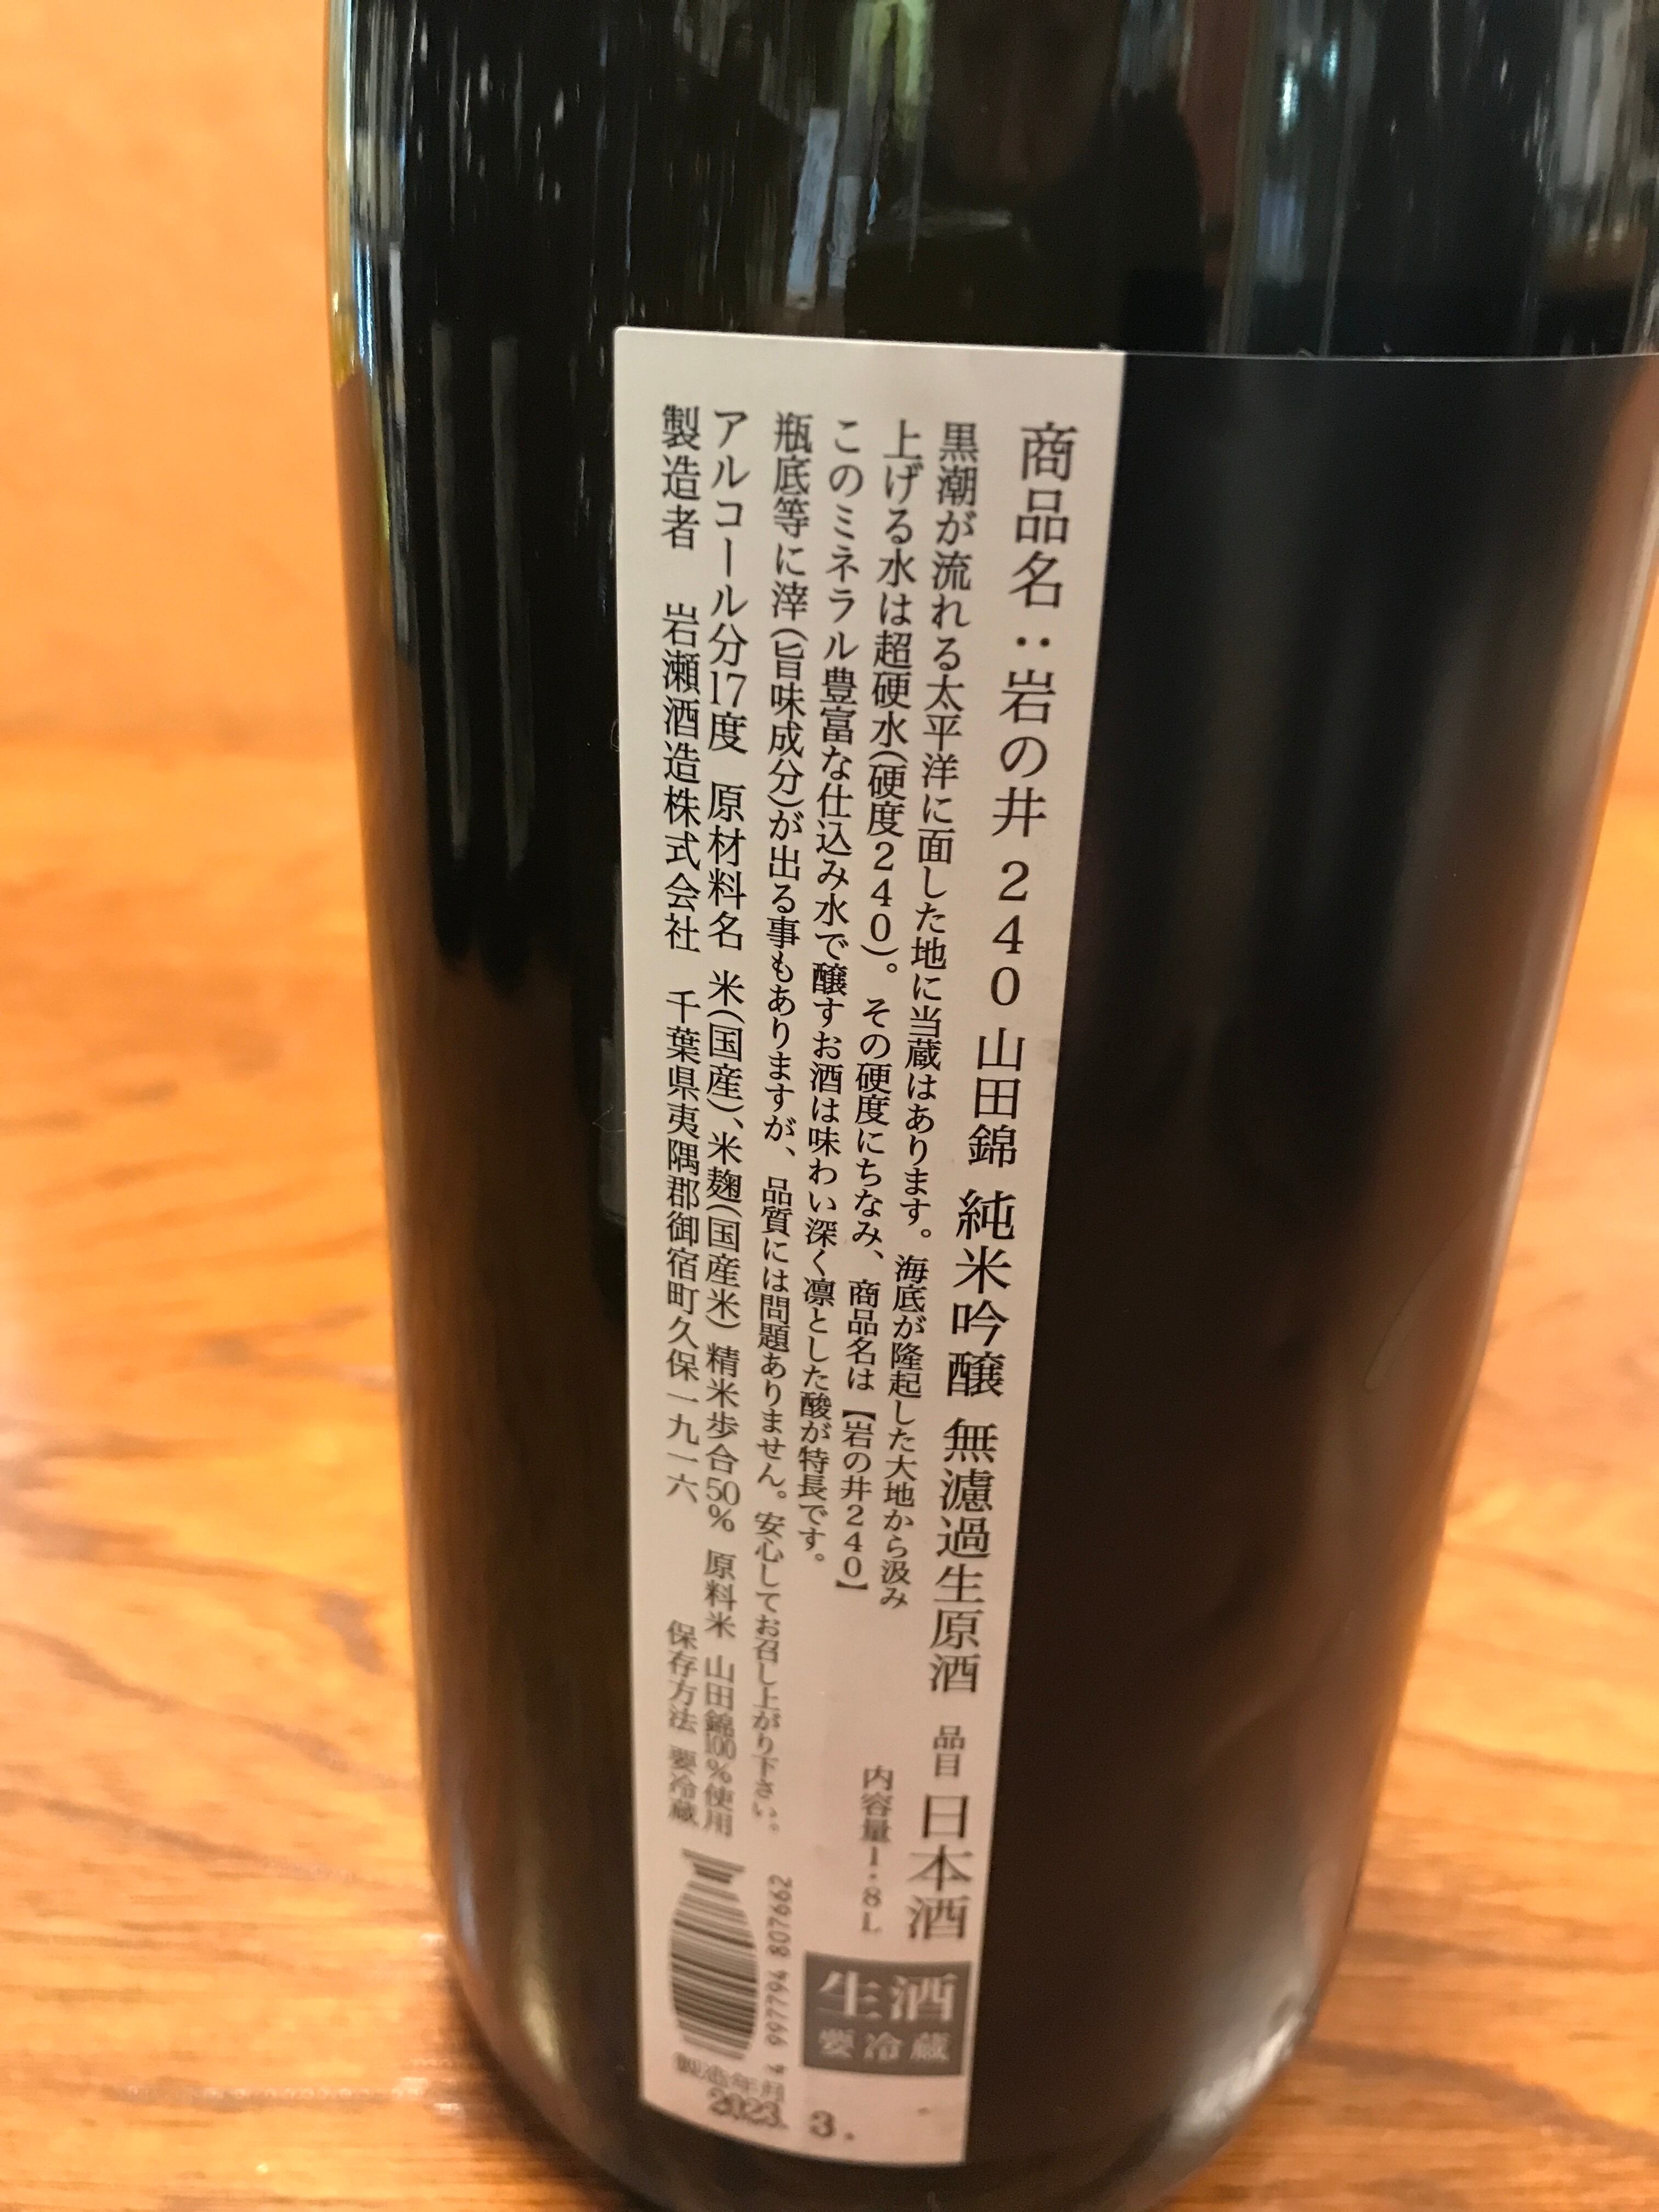 商品名：岩の井 240 山田錦 純米吟醸 無濾過生原酒 品目 日本酒
黒潮が流れる太平洋に面した地に当蔵はあります。海底が隆起した大地から汲み
上げる水は超硬水(硬度240)。その硬度にちなみ、商品名は【岩の井240】
このミネラル豊富な仕込み水で醸すお酒は味わい深く凛とした酸が特長です。
内容量1.8L
瓶底等に滓(旨味成分)が出る事もありますが、品質には問題ありません。安心してお召し上がり下さい。
アルコール分17度 原材料名 米(国産)、米麹(国産米) 精米歩合50% 原料米 山田錦100%使用
製造者 岩瀬酒造株式会社 千葉県夷隅郡御宿町久保一九一六 保存方法 要冷蔵
生酒
要冷蔵
製造年月
2023. 3.